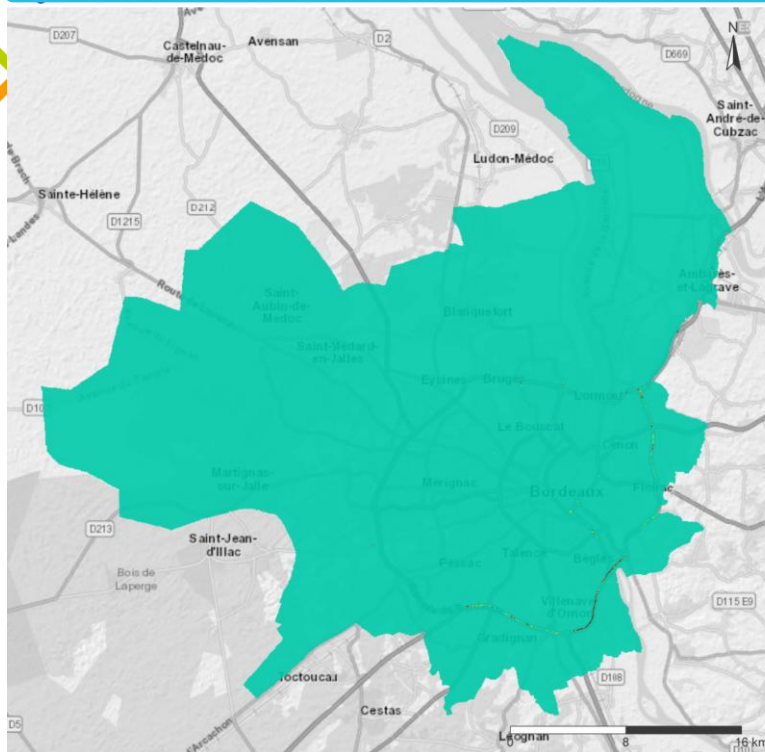 D207
Avensan
D2
N
Castelnau-
de-Médoc
D669
Saint-
André-de-
Cubzac
D209
Ludon-Médoc
Sainte-Hélène
D1215
D212
Ambarès-
et-Lagrave
Saint-
Aubin-de-
Médoc
Blanquefort
Saint-Médard-
en-Jalles
Eysines
Bruges
Lormont
Le Bouscat
Cenon
Martignas-
sur-Jalle
Mérignac
Bordeaux
Floirac
D213
Saint-Jean-
d'Illac
Talence
Bègles
Pessac
Bois de
Laperge
Villenave-
d'Ornon
D115 E9
Gradignan
Toctoucau
D108
Cestas
D5
Léognan
0 8 16 km